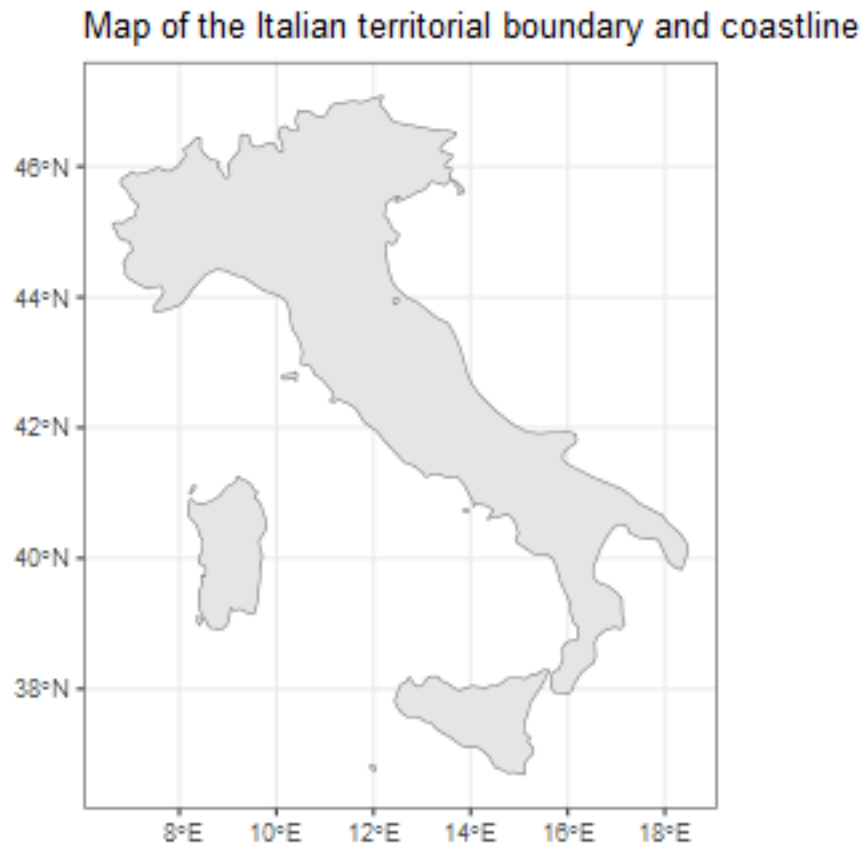 Map of the Italian territorial boundary and coastline
46°N
44°N
42°N
40°N
38°N
8°E 10°E 12°E 14°E 16°E 18°E